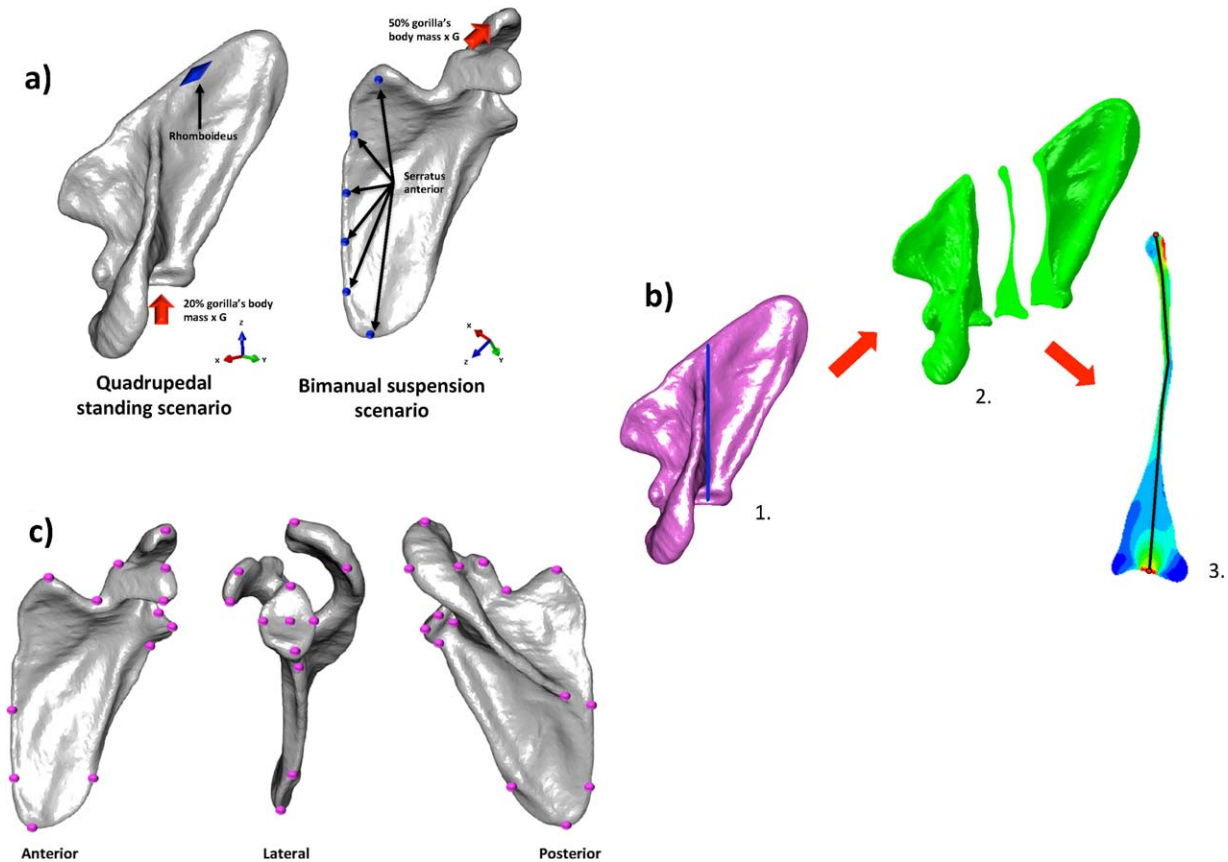 a)
Rhomboideus
20% gorilla's body
mass x G
Z
X
Y
Quadrupedal
standing scenario
50% gorilla's
body mass x G
Serratus
anterior
X
Z
Y
Bimanual suspension
scenario
b)
1.
2.
3.
c)
Anterior
Lateral
Posterior